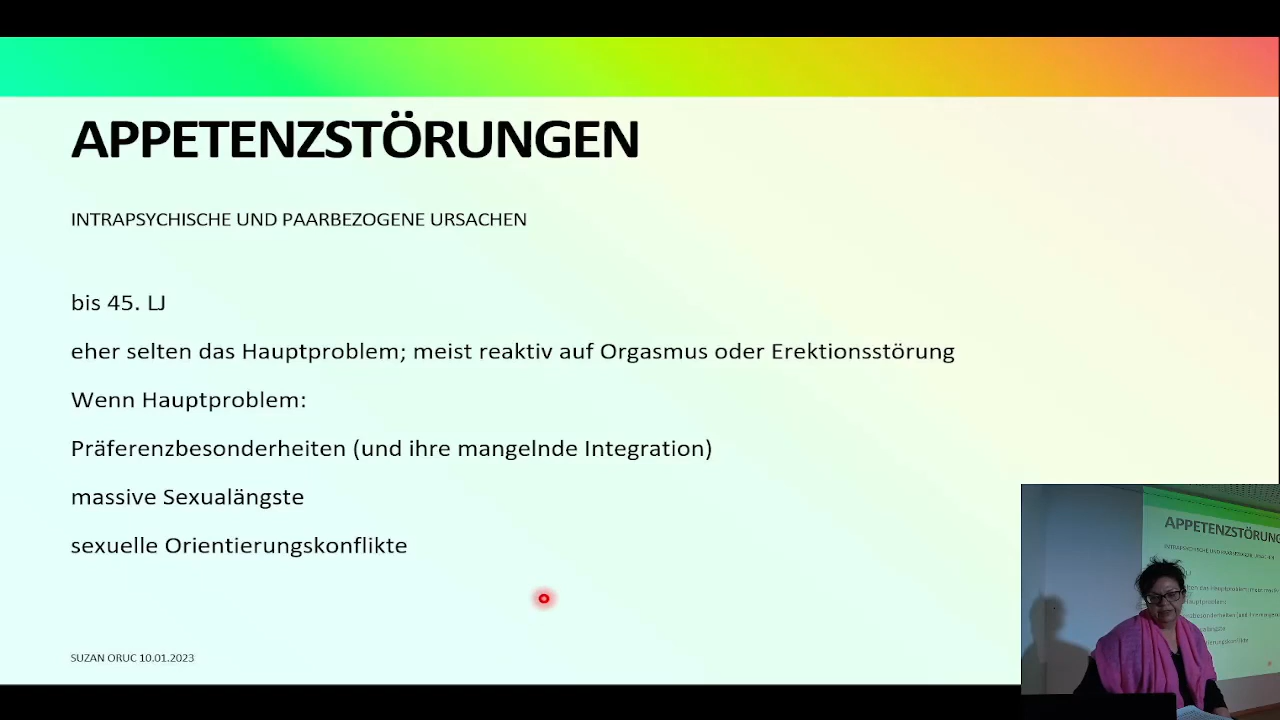 APPETENZSTÖRUNGEN
INTRAPSYCHISCHE UND PAARBEZOGENE URSACHEN
bis 45. LJ
eher selten das Hauptproblem; meist reaktiv auf Orgasmus oder Erektionsstörung
Wenn Hauptproblem:
Präferenzbesonderheiten (und ihre mangelnde Integration)
massive Sexualängste
sexuelle Orientierungskonflikte
SUZAN ORUC 10.01.2023
APPETENZSTÖRUNG